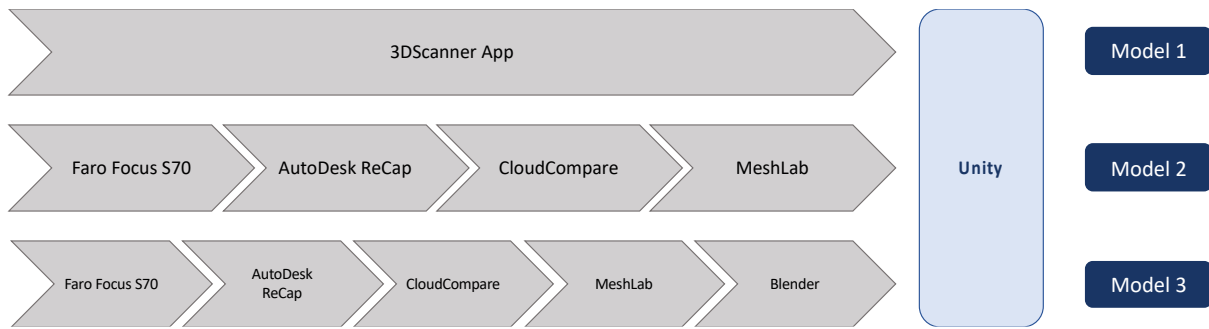 3DScanner App
Model 1
Faro Focus S70
AutoDesk ReCap
CloudCompare
MeshLab
Unity
Model 2
Faro Focus S70
AutoDesk
ReCap
CloudCompare
MeshLab
Blender
Model 3